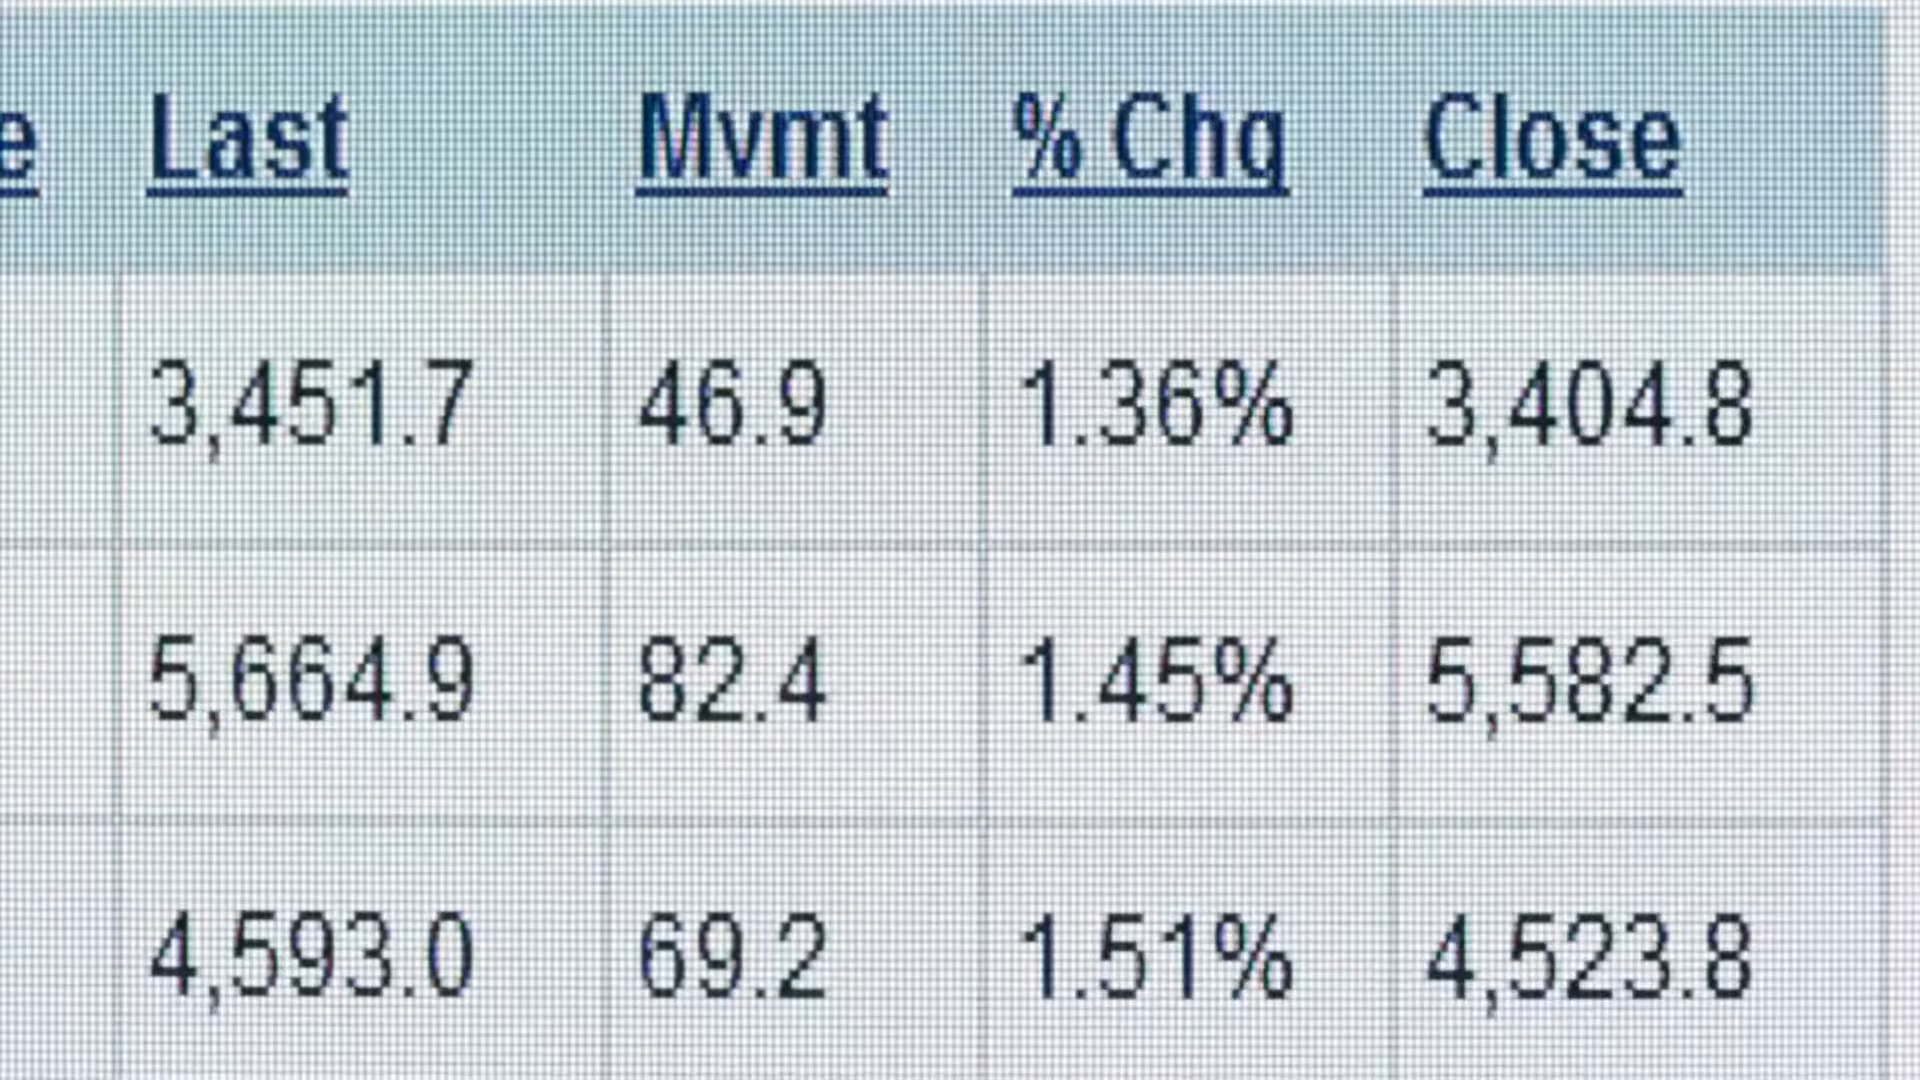 e Last Mvmt % Chg Close
3,451.7 46.9 1.36% 3,404.8
5,664.9 82.4 1.45% 5,582.5
4,593.0 69.2 1.51% 4,523.8